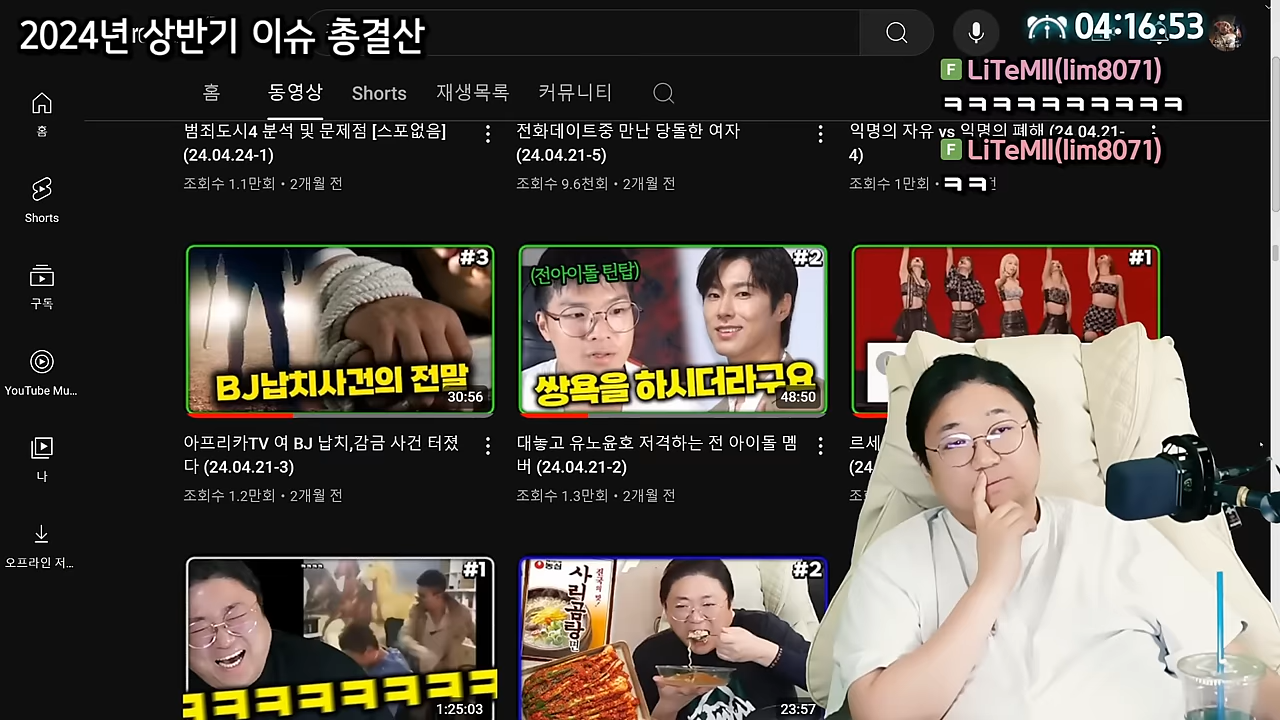 2024년 상반기 이슈 총결산
04:16:53
홈
동영상
Shorts
재생목록
커뮤니티
LiTeMll(lim8071)
ㅋㅋㅋㅋㅋㅋㅋㅋㅋㅋ
LiTeMll(lim8071)
ㅋㅋ
홈
Shorts
구독
YouTube Mu...
나
오프라인 저...
범죄도시4 분석 및 문제점 [스포없음]
(24.04.24-1)
조회수 1.1만회 • 2개월 전
전화데이트중 만난 당돌한 여자
(24.04.21-5)
조회수 9.6천회 • 2개월 전
익명의 자유 vs 익명의 폐해 (24.04.21-
4)
조회수 1만회 •
#3
BJ납치사건의 전말
30:56
아프리카TV 여 BJ 납치,감금 사건 터졌
다 (24.04.21-3)
조회수 1.2만회 • 2개월 전
#2
(전아이돌 틴탑)
쌍욕을 하시더라구요
48:50
대놓고 유노윤호 저격하는 전 아이돌 멤
버 (24.04.21-2)
조회수 1.3만회 • 2개월 전
#1
르세
(24
조회
#1
ㅋㅋㅋㅋ
ㅋㅋㅋㅋㅋㅋㅋ
1:25:03
#2
농심
사리곰탕면
23:57